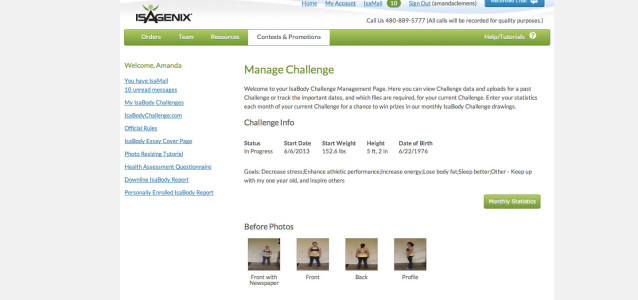 ISAGENIX
Home My Account IsaMail 10 Sign Out (amandaclemens)
Call Us 480-889-5777 (All calls will be recorded for quality purposes.)
Orders Team Resources Contests & Promotions Help/Tutorials ?
Welcome, Amanda
You have IsaMail
10 unread messages
My IsaBody Challenges
IsaBodyChallenge.com
Official Rules
IsaBody Essay Cover Page
Photo Resizing Tutorial
Health Assessment Questionnaire
Downline IsaBody Report
Personally Enrolled IsaBody Report
Manage Challenge
Welcome to your IsaBody Challenge Management Page. Here you can view Challenge data and uploads for a past
Challenge or track the important dates, and which files are required, for your current Challenge. Enter your statistics
each month of your current Challenge for a chance to win prizes in our monthly IsaBody Challenge drawings.
Challenge Info
Status Start Date Start Weight Height Date of Birth
In Progress 6/6/2013 152.6 lbs 5 ft, 2 in 6/22/1976
Goals: Decrease stress;Enhance athletic performance;Increase energy;Lose body fat;Sleep better;Other - Keep up
with my one year old, and inspire others
Monthly Statistics
Before Photos
Front with
Newspaper
Front
Back
Profile